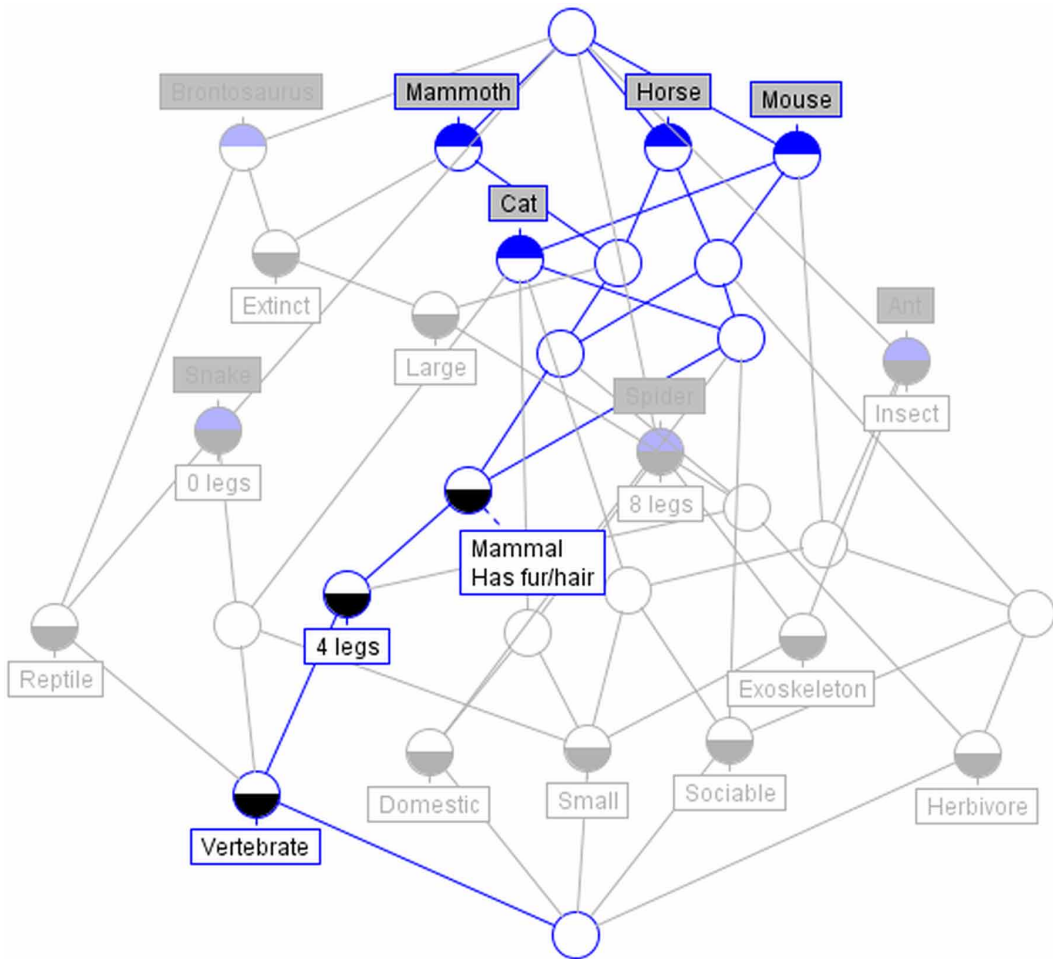 Brontosaurus
Mammoth
Horse
Mouse
Cat
Extinct
Large
Ant
Snake
Spider
Insect
0 legs
8 legs
Mammal
Has fur/hair
4 legs
Reptile
Exoskeleton
Domestic
Small
Sociable
Herbivore
Vertebrate